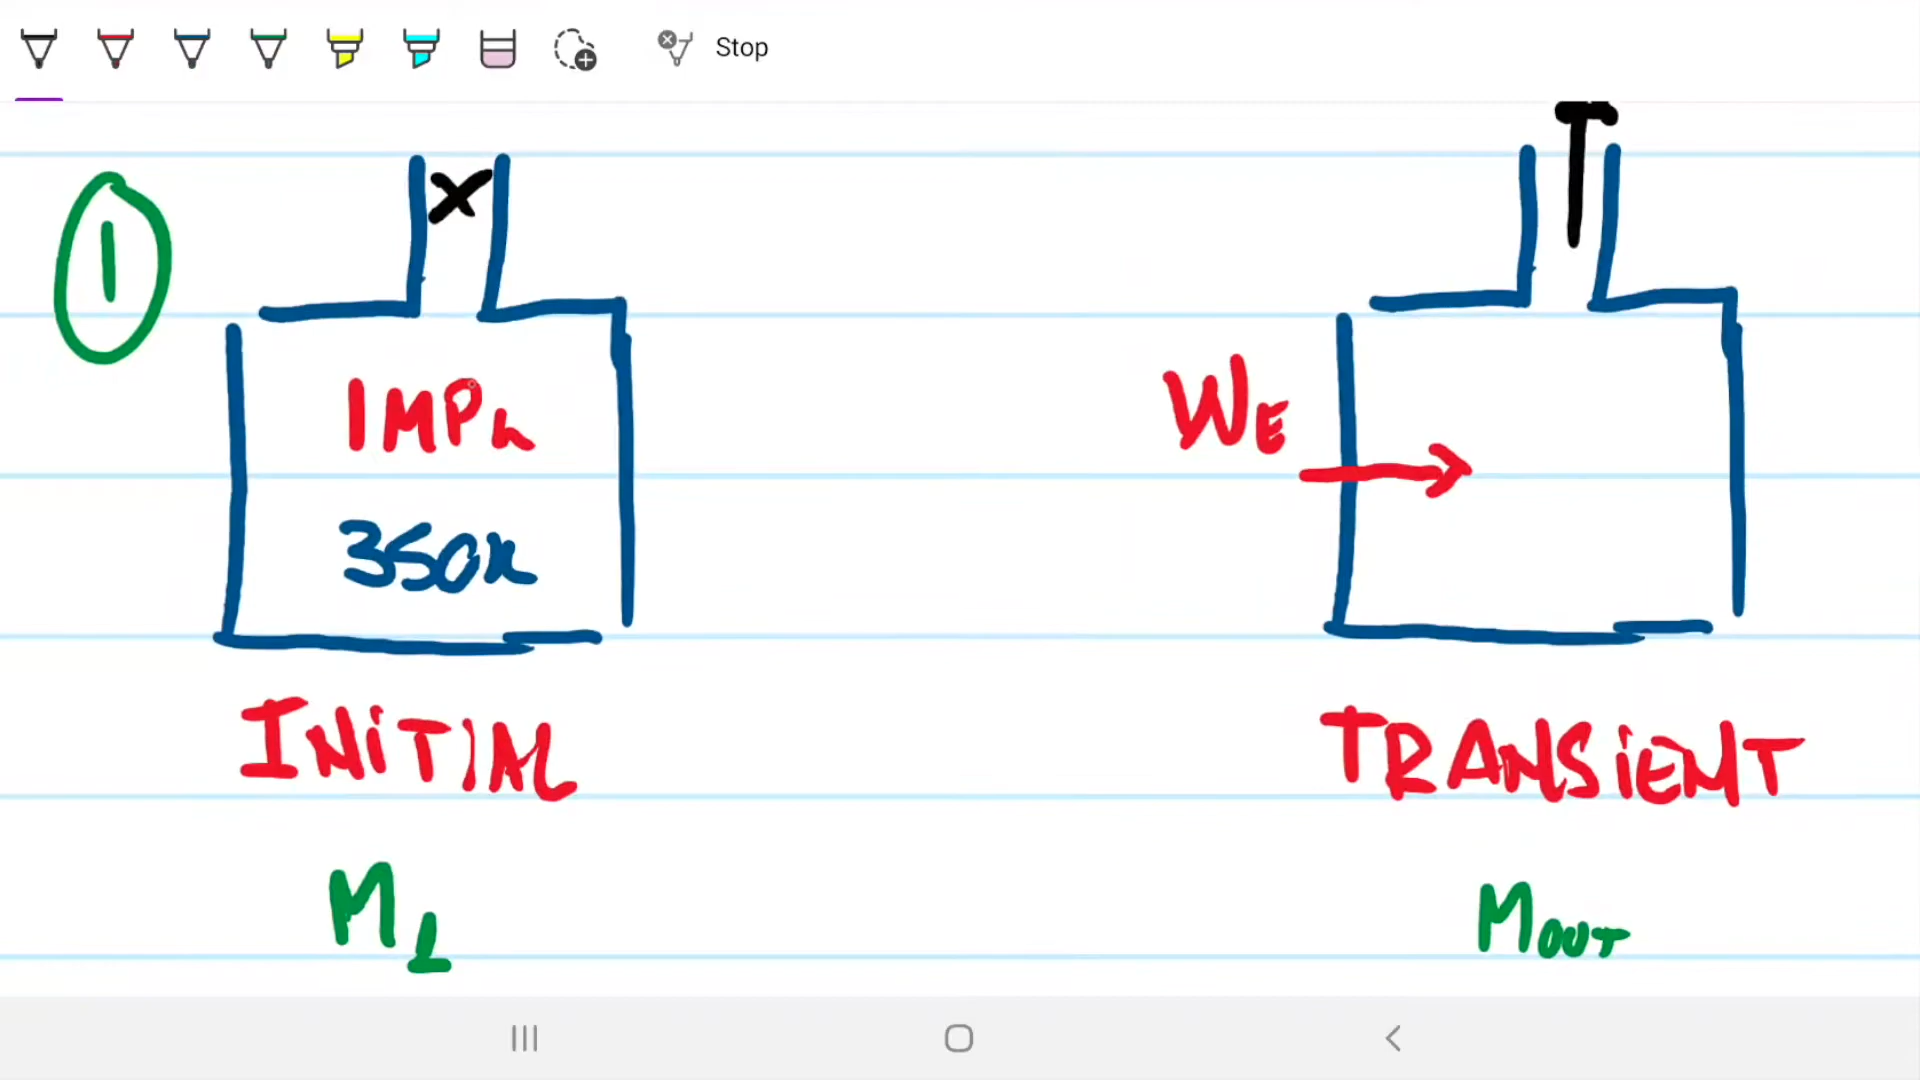 Stop
1
X
1MPa
350K
WE
INITIAL
TRANSIENT
M1
MOUT